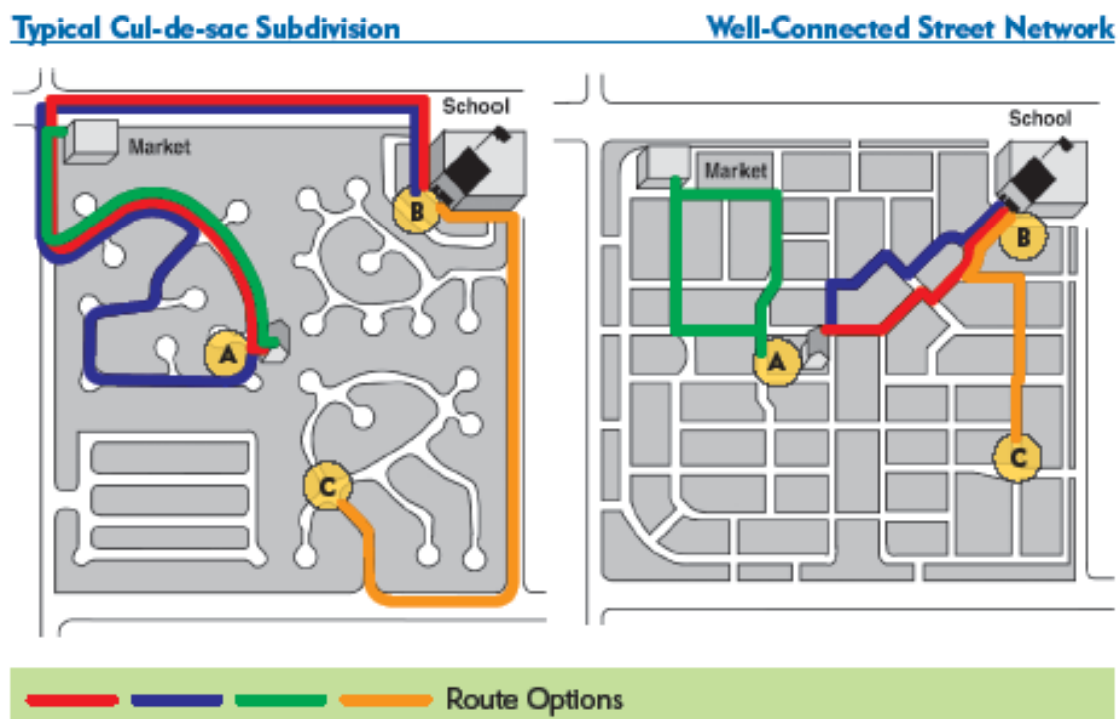 Typical Cul-de-sac Subdivision
Well-Connected Street Network
School
Market
B
A
C
School
Market
B
A
C
Route Options